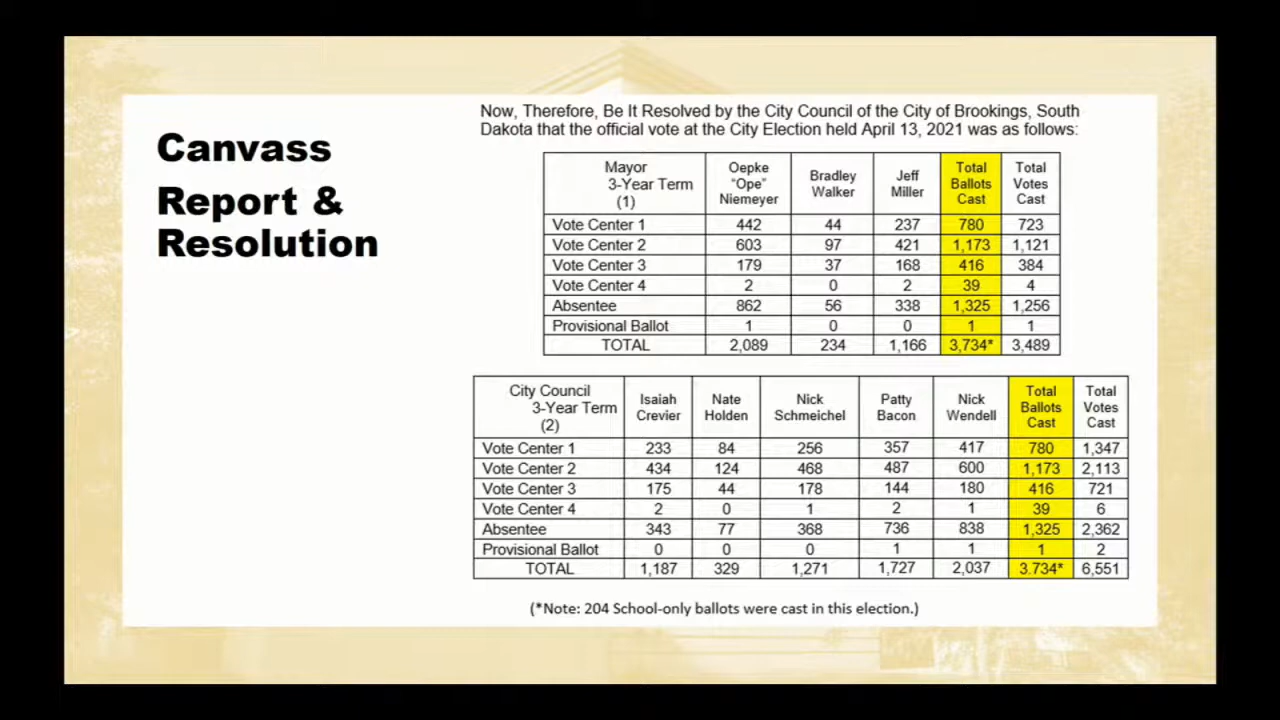 Canvass
Report &
Resolution
Now, Therefore, Be It Resolved by the City Council of the City of Brookings, South
Dakota that the official vote at the City Election held April 13, 2021 was as follows:
Mayor 3-Year Term (1) Oepke "Ope" Niemeyer Bradley Walker Jeff Miller Total Ballots Cast Total Votes Cast
Vote Center 1 442 44 237 780 723
Vote Center 2 603 97 421 1,173 1,121
Vote Center 3 179 37 168 416 384
Vote Center 4 2 0 2 39 4
Absentee 862 56 338 1,325 1,256
Provisional Ballot 1 0 0 1 1
TOTAL 2,089 234 1,166 3,734* 3,489
City Council 3-Year Term (2) Isaiah Crevier Nate Holden Nick Schmeichel Patty Bacon Nick Wendell Total Ballots Cast Total Votes Cast
Vote Center 1 233 84 256 357 417 780 1,347
Vote Center 2 434 124 468 487 600 1,173 2,113
Vote Center 3 175 44 178 144 180 416 721
Vote Center 4 2 0 1 2 1 39 6
Absentee 343 77 368 736 838 1,325 2,362
Provisional Ballot 0 0 0 1 1 1 2
TOTAL 1,187 329 1,271 1,727 2,037 3.734* 6,551
(*Note: 204 School-only ballots were cast in this election.)